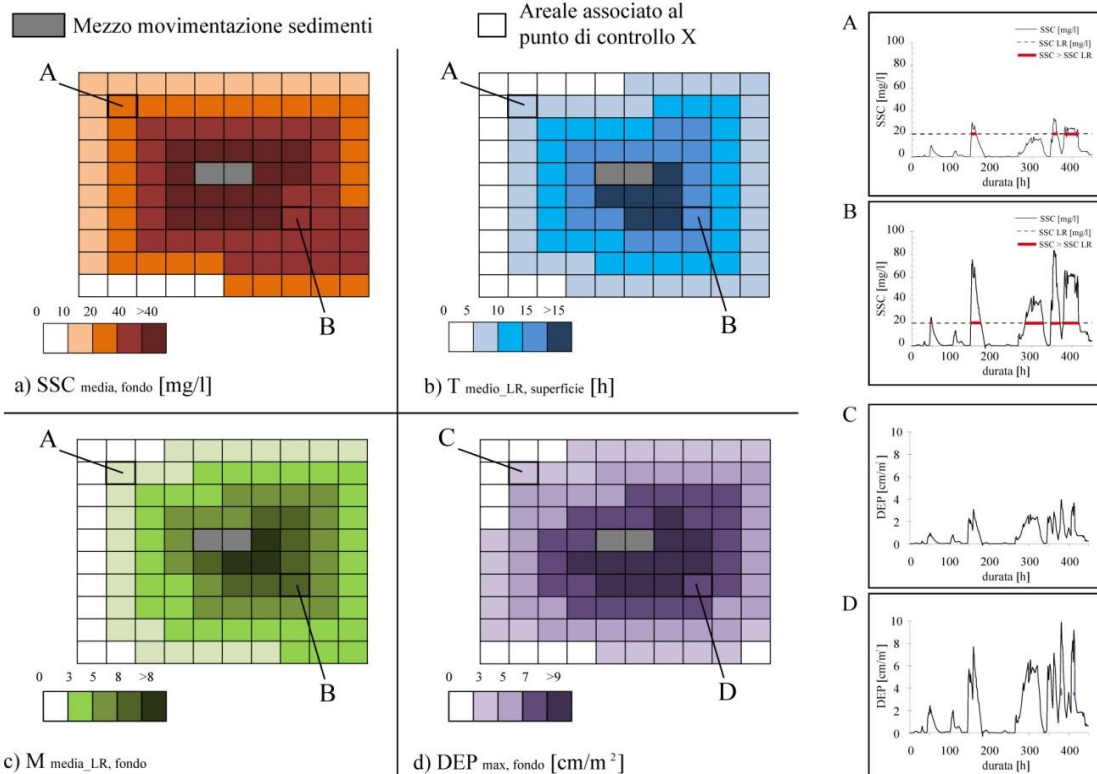 Mezzo movimentazione sedimenti
Areale associato al
punto di controllo X
A
B
0 10 20 40 >40
a) SSC media, fondo [mg/l]
A
B
0 5 10 15 >15
b) T medio_LR, superficie [h]
A
B
0 3 5 8 >8
c) M media_LR, fondo
C
D
0 3 5 7 >9
d) DEP max, fondo [cm/m²]
A
SSC [mg/l]
SSC LR [mg/l]
SSC > SSC LR
SSC [mg/l]
100
80
60
40
20
0
0 100 200 300 400
durata [h]
B
SSC [mg/l]
SSC LR [mg/l]
SSC > SSC LR
SSC [mg/l]
100
80
60
40
20
0
0 100 200 300 400
durata [h]
C
DEP [cm/m²]
10
8
6
4
2
0
0 100 200 300 400
durata [h]
D
DEP [cm/m²]
10
8
6
4
2
0
0 100 200 300 400
durata [h]